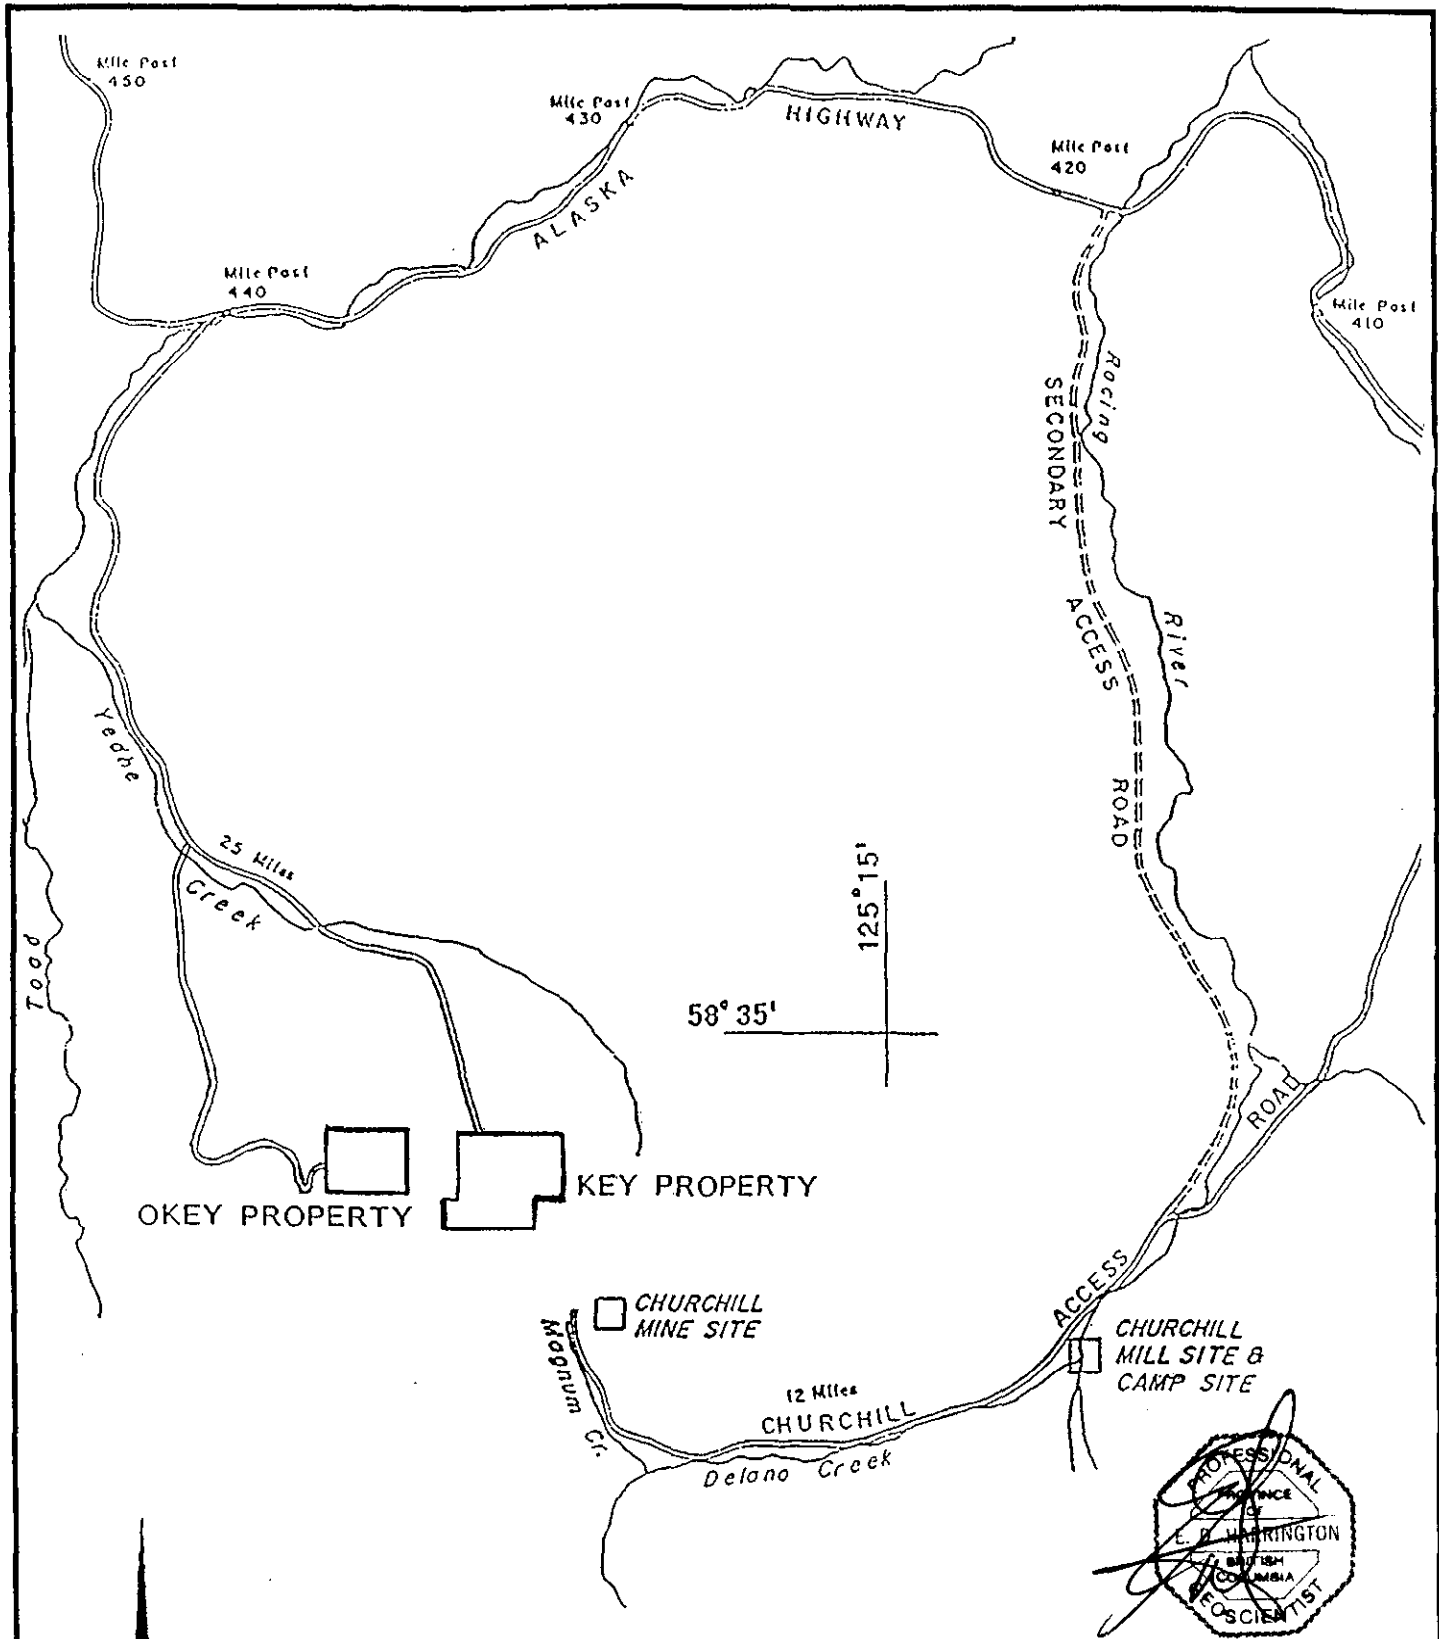 Mile Post
450
Mile Post
430
HIGHWAY
Mile Post
420
ALASKA
Mile Post
440
Mile Post
410
Racing
River
SECONDARY
ACCESS
ROAD
Yedhe
Creek
25 Miles
Toad
125°15'
58°35'
ROAD
KEY PROPERTY
OKEY PROPERTY
ACCESS
CHURCHILL
MINE SITE
Magnum Cr.
CHURCHILL
MILL SITE &
CAMP SITE
12 Miles
CHURCHILL
Delano Creek
PROFESSIONAL
PROVINCE
OF
E. D. HARRINGTON
BRITISH
COLUMBIA
GEOSCIENTIST